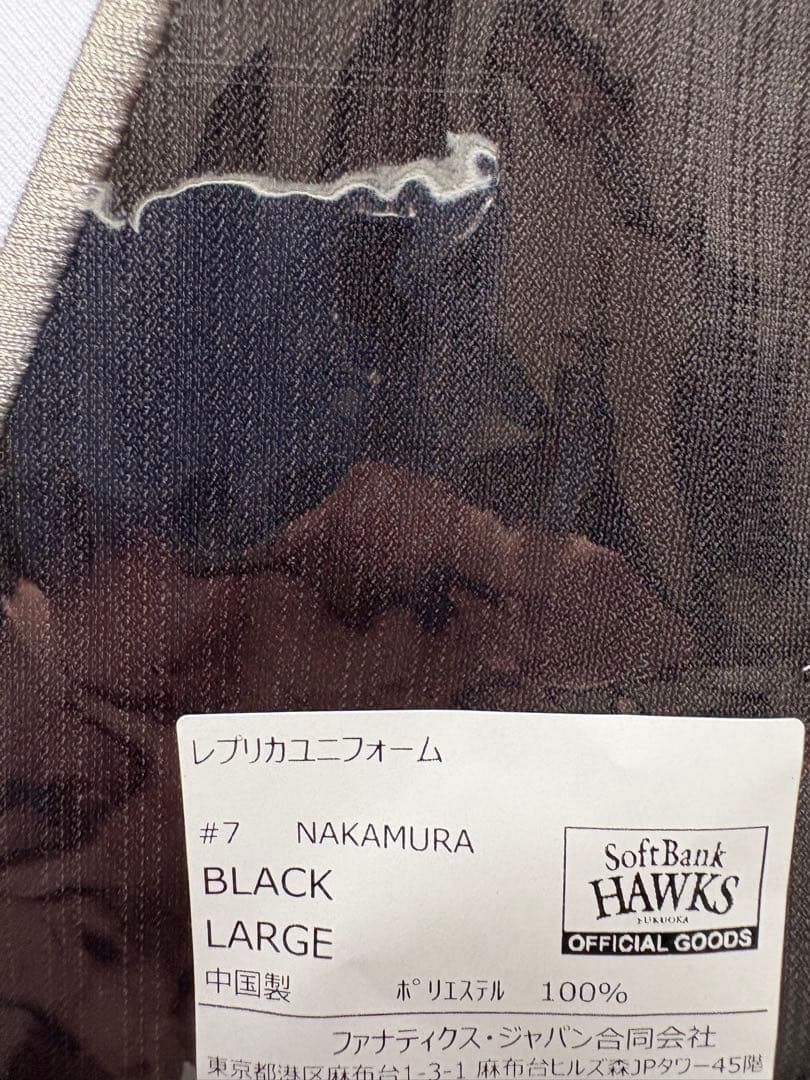 レプリカユニフォーム
#7 NAKAMURA
BLACK
LARGE
中国製 ポリエステル 100%
SoftBank
HAWKS
FUKUOKA
OFFICIAL GOODS
ファナティクス・ジャパン合同会社
東京都港区麻布台1-3-1 麻布台ヒルズ森JPタワー45階